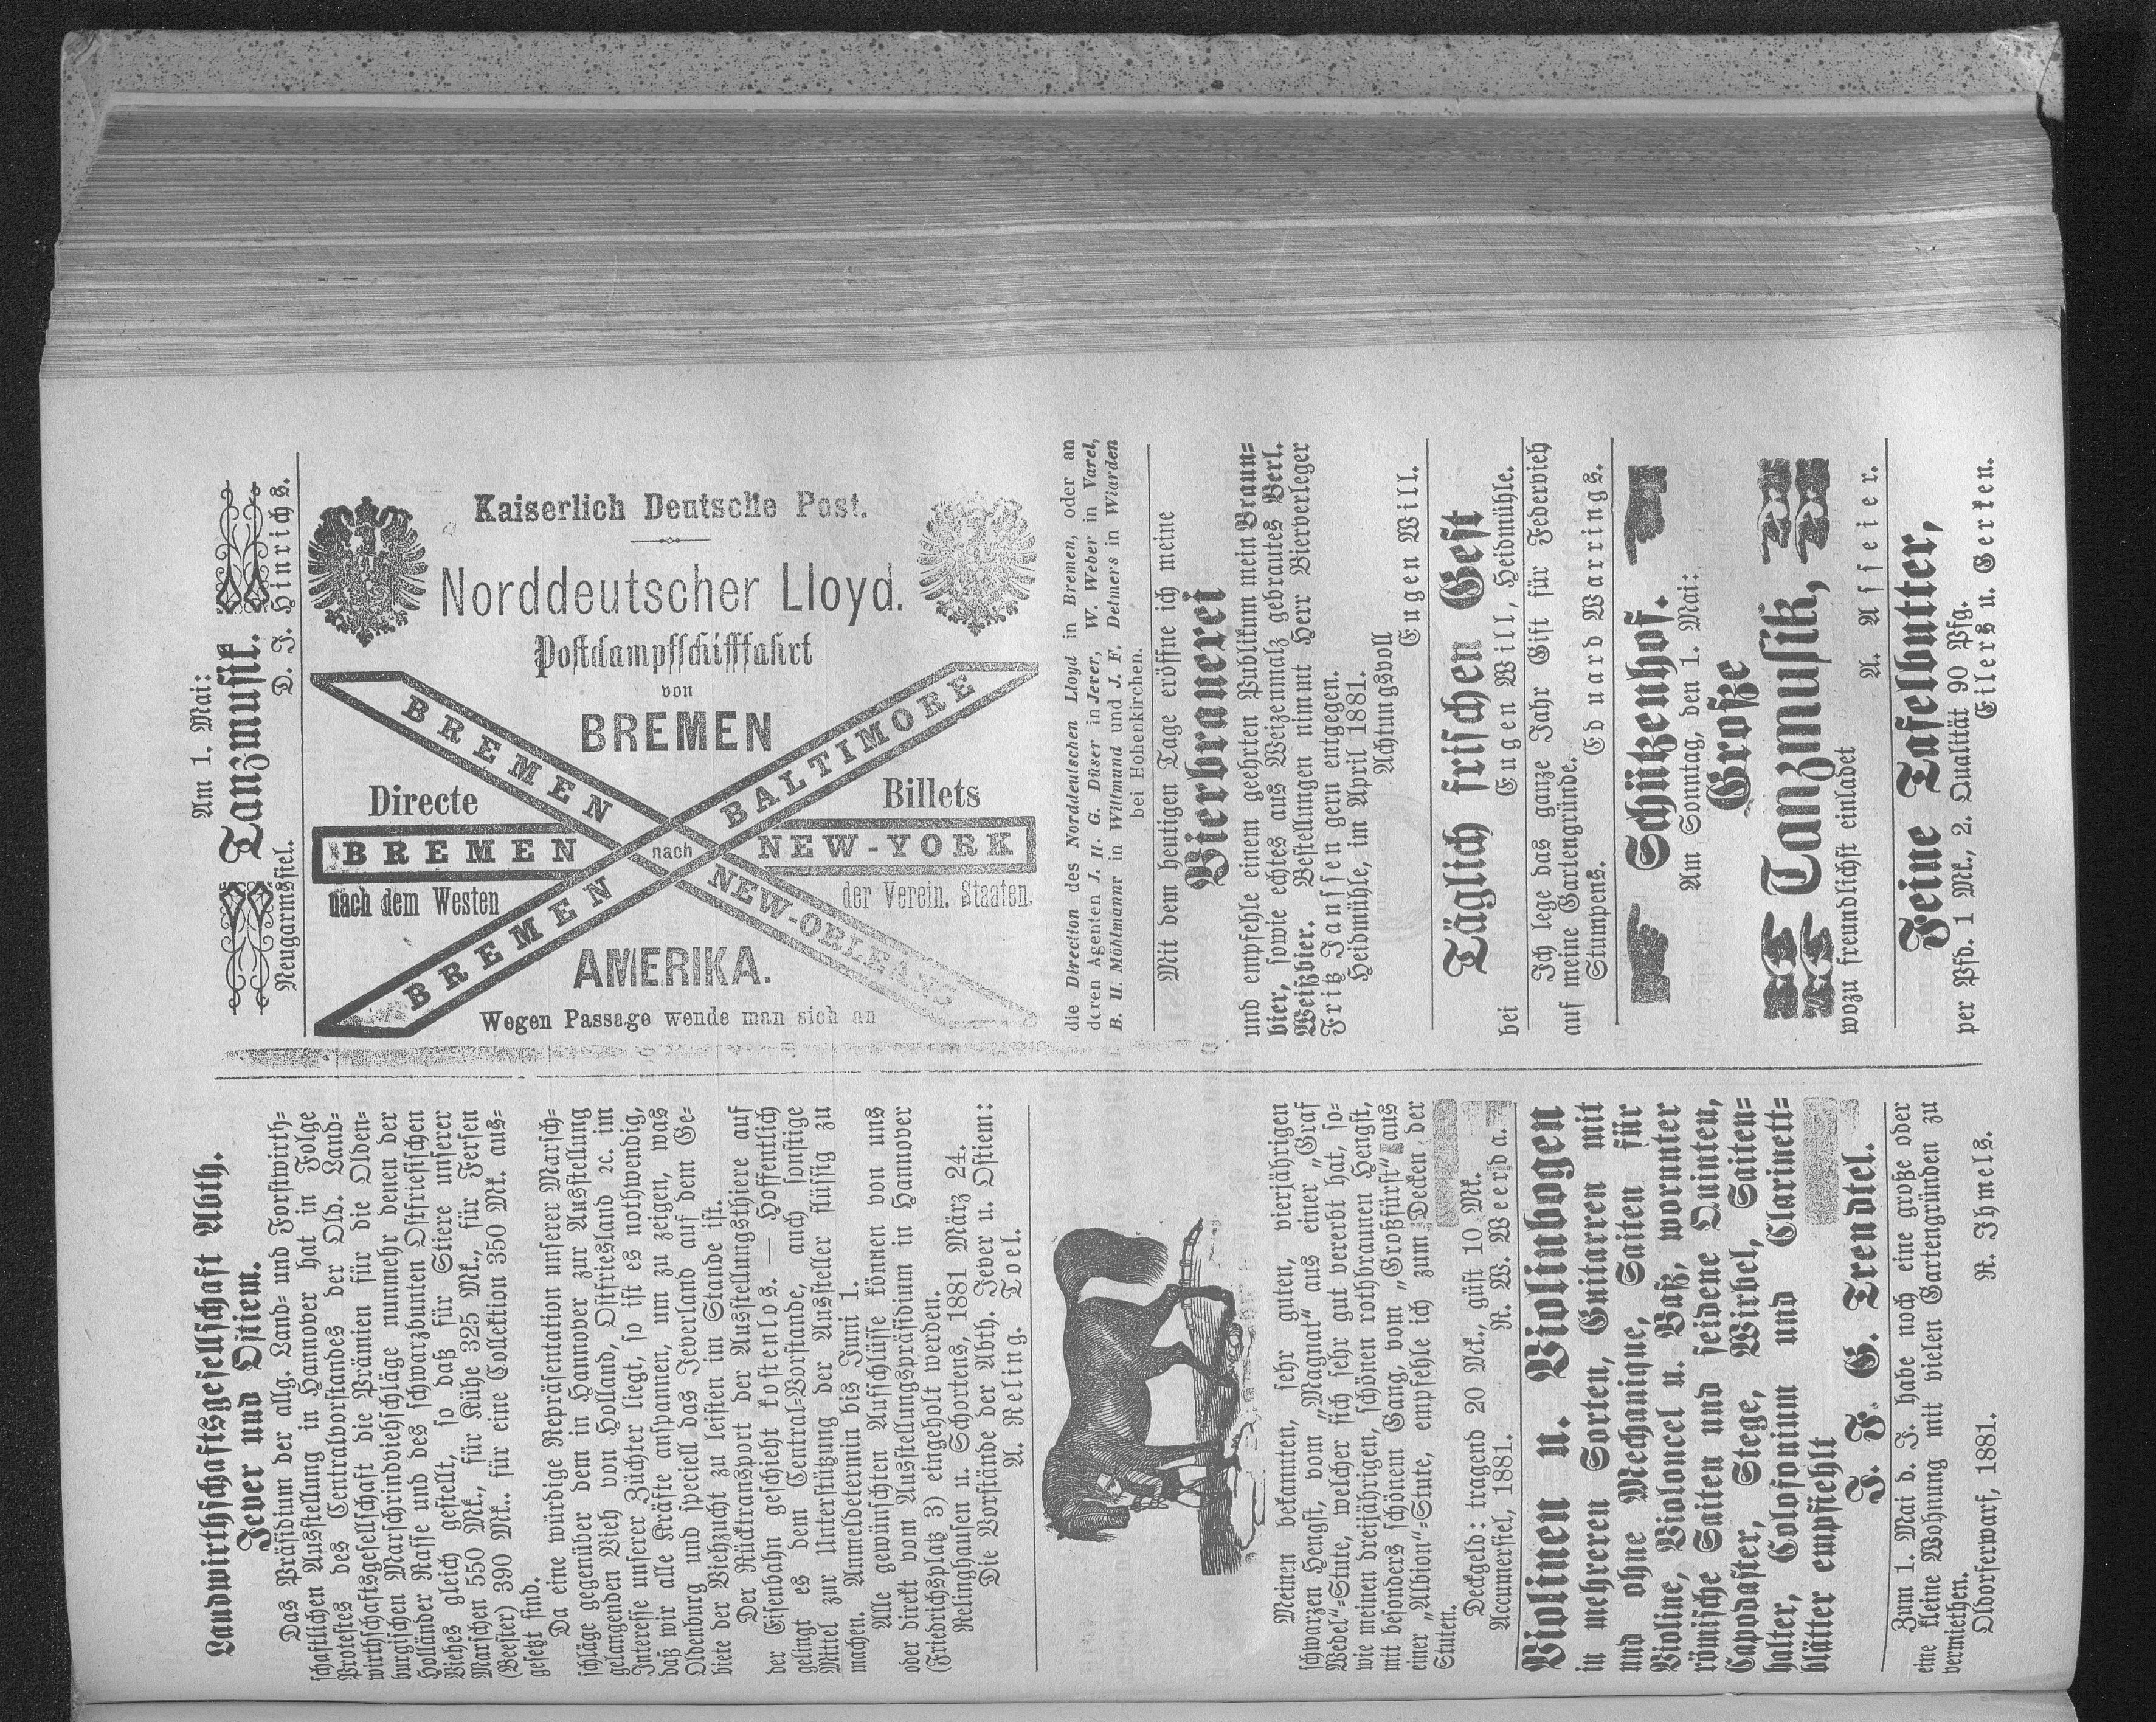 Landwirthschaftsgesellschaft Abth.
Jever und Ostiem.
Das Präsidium der allg. Land- und Forstwirth-
schaftlichen Ausstellung in Hannover hat in Folge
Protestes des Centralvorstandes der Old. Land-
wirthschaftsgesellschaft die Prämien für die Olden-
burgischen Marschrindviehschläge nunmehr denen der
Holländer Rasse und des schwarzbunten Ostfriesischen
Viehes gleich gestellt, so daß für Stiere unserer
Marschen 550 Mk., für Kühe 325 Mk., für Fersen
(Beester) 390 Mk. für eine Collektion 350 Mk. aus-
gesetzt sind.
Da eine würdige Repräsentation unserer Marsch-
schläge gegenüber dem in Hannover zur Ausstellung
gelangenden Vieh von Holland, Ostfriesland ꝛc. im
Interesse unserer Züchter liegt, so ist es nothwendig,
daß wir alle Kräfte anspannen, um zu zeigen, was
Oldenburg und speciell das Jeverland auf dem Ge-
biete der Viehzucht zu leisten im Stande ist.
Der Rücktransport der Ausstellungsthiere auf
der Eisenbahn geschieht kostenlos. — Hoffentlich
gelingt es dem Central-Vorstande, auch sonstige
Mittel zur Unterstützung der Aussteller flüssig zu
machen. Anmeldetermin bis Juni 1.
Alle gewünschten Aufschlüsse können von uns
oder direkt vom Ausstellungspräsidium in Hannover
(Friedrichsplatz 3) eingeholt werden.
Relinghausen u. Schortens, 1881 März 24.
Die Vorstände der Abth. Jever u. Ostiem:
A. Reling. Toel.
Meinen bekannten, sehr guten, vierjährigen
schwarzen Hengst, vom „Magnat“ aus einer „Graf
Wedel“-Stute, welcher sich sehr gut vererbt hat, so-
wie meinen dreijährigen, schönen rothbraunen Hengst,
mit besonders schönem Gang, vom „Großfürst“ aus
einer „Albion“-Stute, empfehle ich zum Decken der
Stuten.
Deckgeld: tragend 20 Mk., güst 10 Mk.
Accumersiel, 1881. R. W. Weerda.
Violinen u. Violinbogen
in mehreren Sorten, Guitarren mit
und ohne Mechanique, Saiten für
Violine, Violoncel u. Baß, worunter
römische Saiten und seidene Quinten,
Capodaster, Stege, Wirbel, Saiten-
halter, Colofonium und Clarinett-
blätter empfiehlt
J. F. G. Trendtel.
Zum 1. Mai d. J. habe noch eine große oder
eine kleine Wohnung mit vielen Gartengründen zu
vermiethen.
Oldorferwarf, 1881. R. Ihmels.
Am 1. Mai:
Tanzmusik.
Neugarmssiel. D. J. Hinrichs.
Kaiserlich Deutsche Post.
Norddeutscher Lloyd.
Postdampfschifffahrt
von
BREMEN
BREMEN
BALTIMORE
Directe
Billets
BREMEN
nach
NEW-YORK
nach dem Westen
der Verein. Staaten.
BREMEN
NEW-ORLEANS
AMERIKA.
Wegen Passage wende man sich an
die Direction des Norddeutschen Lloyd in Bremen, oder an
deren Agenten J. H. G. Düser in Jever, W. Weber in Varel,
B. H. Möhlmann in Wittmund und J. F. Detmers in Wiarden
bei Hohenkirchen.
Mit dem heutigen Tage eröffne ich meine
Bierbrauerei
und empfehle einem geehrten Publikum mein Braun-
bier, sowie echtes aus Weizenmalz gebrautes Berl.
Weißbier. Bestellungen nimmt Herr Bierverleger
Fritz Janssen gern entgegen.
Heidmühle, im April 1881.
Achtungsvoll
Eugen Will.
Täglich frischen Gest
bei Eugen Will, Heidmühle.
Ich lege das ganze Jahr Gift für Federvieh
auf meine Gartengründe.
Stumpens. Eduard Warrings.
Schützenhof.
Am Sonntag, den 1. Mai:
Große
Tanzmusik,
wozu freundlichst einladet
A. Asseier.
Feine Tafelbutter,
per Pfd. 1 Mk., 2. Qualität 90 Pfg.
Eilers u. Gerken.